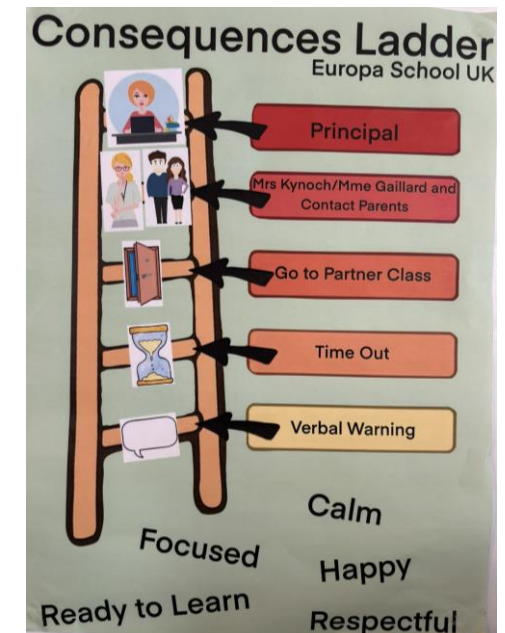 Consequences Ladder
Europa School UK
Principal
Mrs Kynoch/Mme Gaillard and
Contact Parents
Go to Partner Class
Time Out
Verbal Warning
Calm
Focused
Happy
Ready to Learn
Respectful